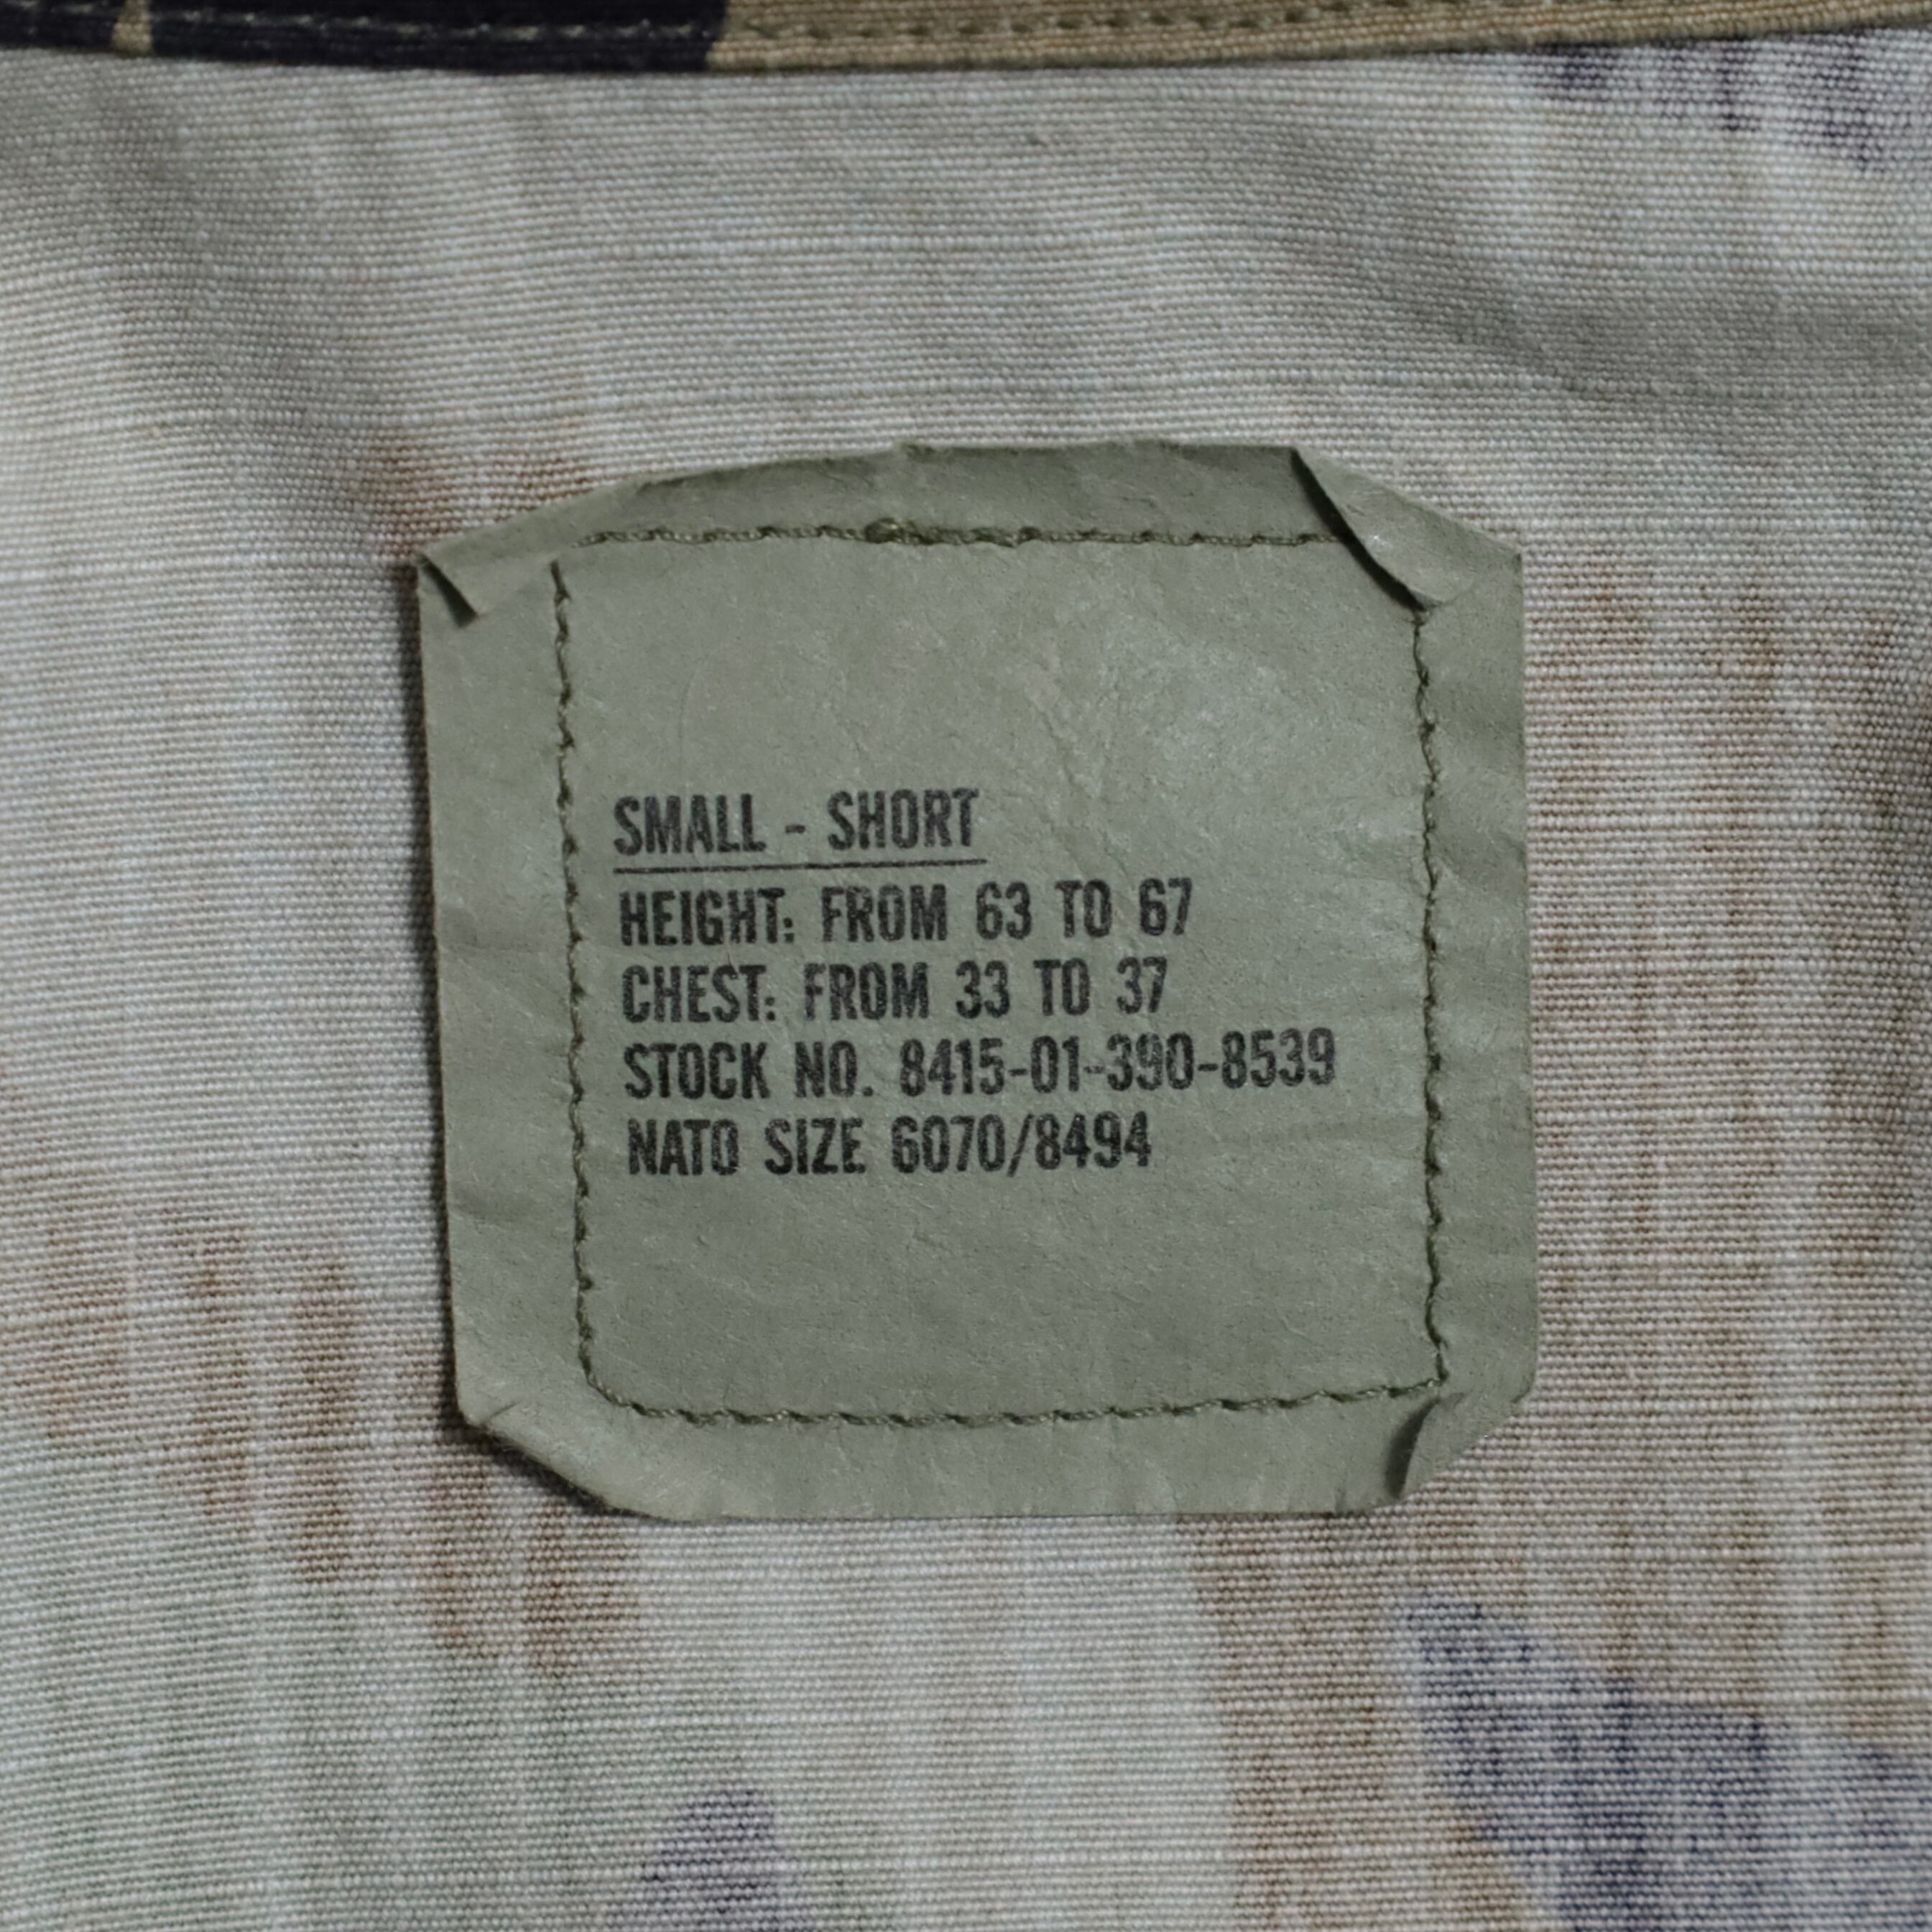 SMALL - SHORT
HEIGHT: FROM 63 TO 67
CHEST: FROM 33 TO 37
STOCK NO. 8415-01-390-8539
NATO SIZE 6070/8494